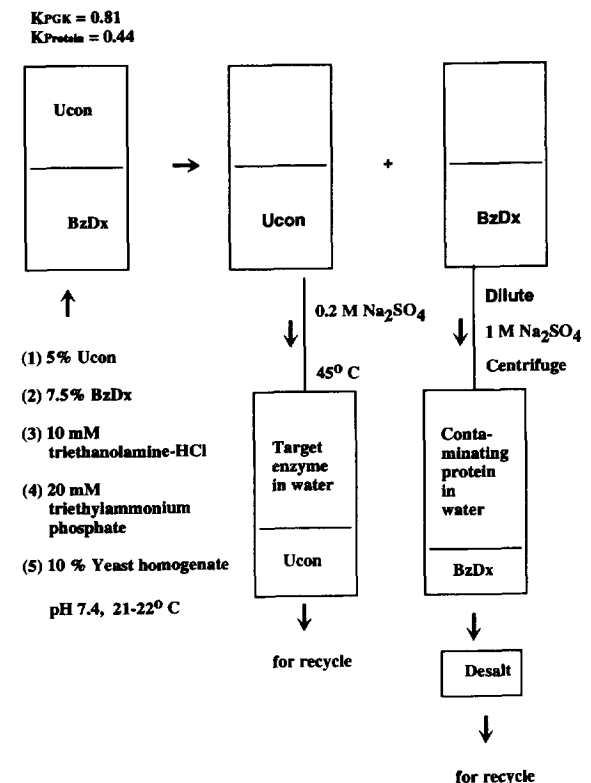 KPGK = 0.81
KProtein = 0.44
Ucon
BzDx
→
Ucon
+
BzDx
(1) 5% Ucon
(2) 7.5% BzDx
(3) 10 mM
triethanolamine-HCl
(4) 20 mM
triethylammonium
phosphate
(5) 10 % Yeast homogenate
pH 7.4, 21-22⁰ C
0.2 M Na₂SO₄
45⁰ C
Target
enzyme
in water
Ucon
for recycle
Dilute
1 M Na₂SO₄
Centrifuge
Conta-
minating
protein
in
water
BzDx
Desalt
for recycle